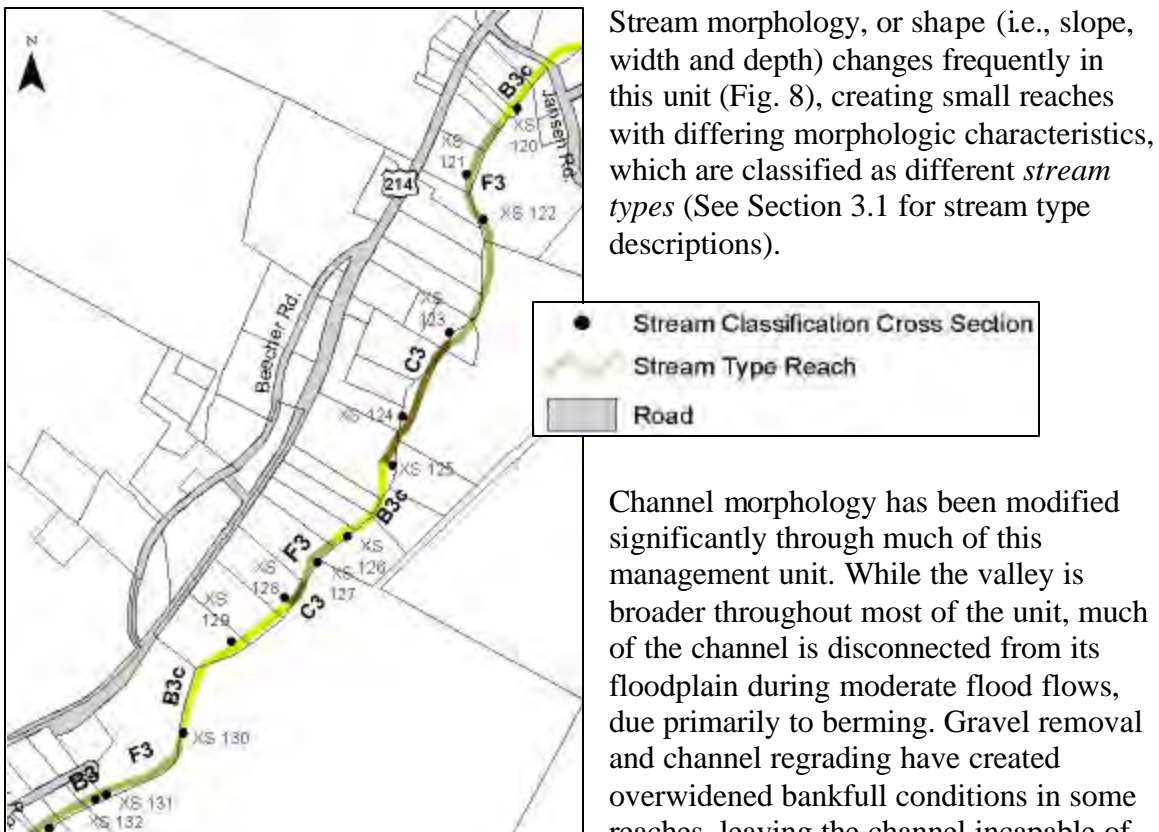 N
B3c
Jansen Rd.
XS
120
XS
121
F3
214
XS 122
Beecher Rd.
XS
123
C3
XS 124
XS 125
B3c
F3
XS
126
XS
127
XS
128
C3
XS
129
B3c
XS 130
F3
B3
XS 131
XS 132
Stream morphology, or shape (i.e., slope,
width and depth) changes frequently in
this unit (Fig. 8), creating small reaches
with differing morphologic characteristics,
which are classified as different stream
types (See Section 3.1 for stream type
descriptions).
Stream Classification Cross Section
Stream Type Reach
Road
Channel morphology has been modified
significantly through much of this
management unit. While the valley is
broader throughout most of the unit, much
of the channel is disconnected from its
floodplain during moderate flood flows,
due primarily to berming. Gravel removal
and channel regrading have created
overwidened bankfull conditions in some
reaches, leaving the channel incapable of